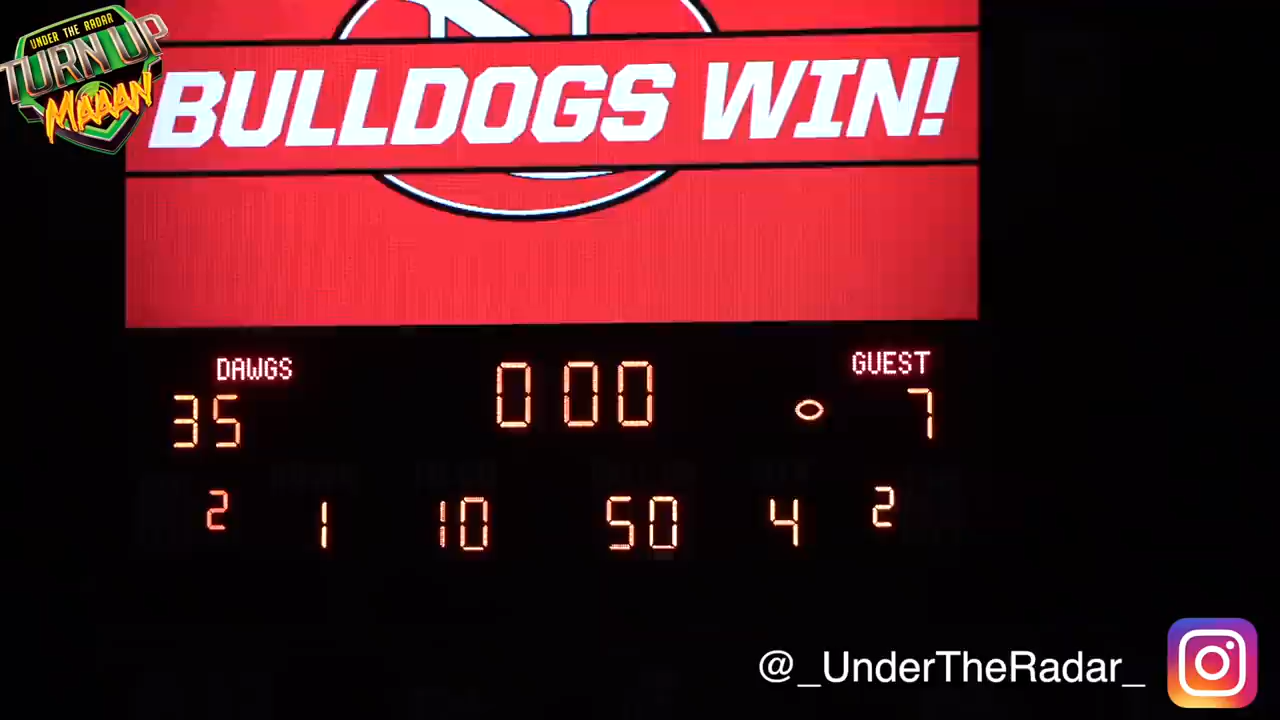 UNDER THE RADAR
TURN UP
MAAAN
N
BULLDOGS WIN!
DAWGS
GUEST
35
000
7
2
1
10
50
4
2
@_UnderTheRadar_